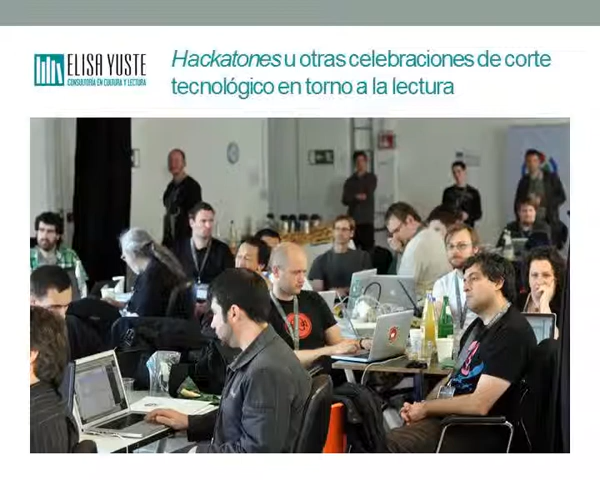 ELISA YUSTE
CONSULTORÍA EN CULTURA Y LECTURA
Hackatones u otras celebraciones de corte
tecnológico en torno a la lectura